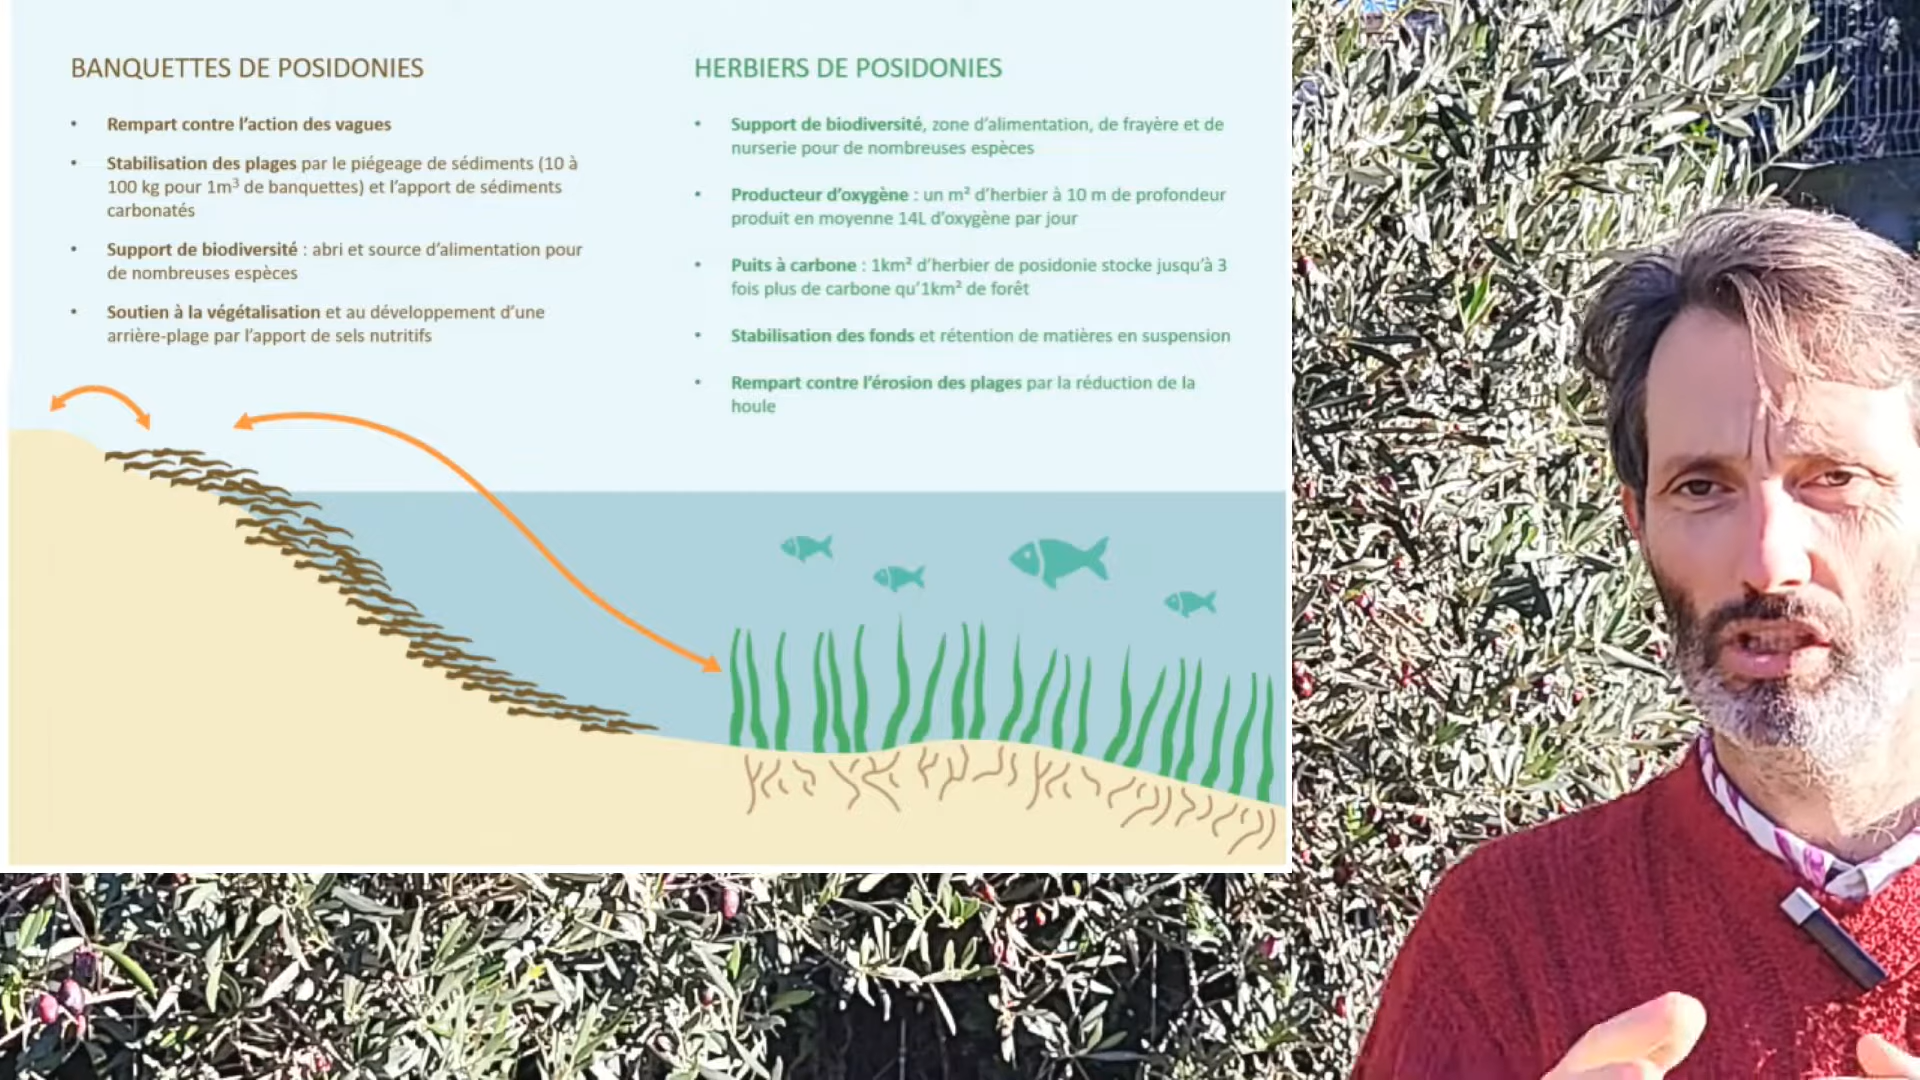 BANQUETTES DE POSIDONIES
• Rempart contre l'action des vagues
• Stabilisation des plages par le piégeage de sédiments (10 à
100 kg pour 1m³ de banquettes) et l'apport de sédiments
carbonatés
• Support de biodiversité : abri et source d'alimentation pour
de nombreuses espèces
• Soutien à la végétalisation et au développement d'une
arrière-plage par l'apport de sels nutritifs
HERBIERS DE POSIDONIES
• Support de biodiversité, zone d'alimentation, de frayère et de
nurserie pour de nombreuses espèces
• Producteur d'oxygène : un m² d'herbier à 10 m de profondeur
produit en moyenne 14L d'oxygène par jour
• Puits à carbone : 1km² d'herbier de posidonie stocke jusqu'à 3
fois plus de carbone qu'1km² de forêt
• Stabilisation des fonds et rétention de matières en suspension
• Rempart contre l'érosion des plages par la réduction de la
houle